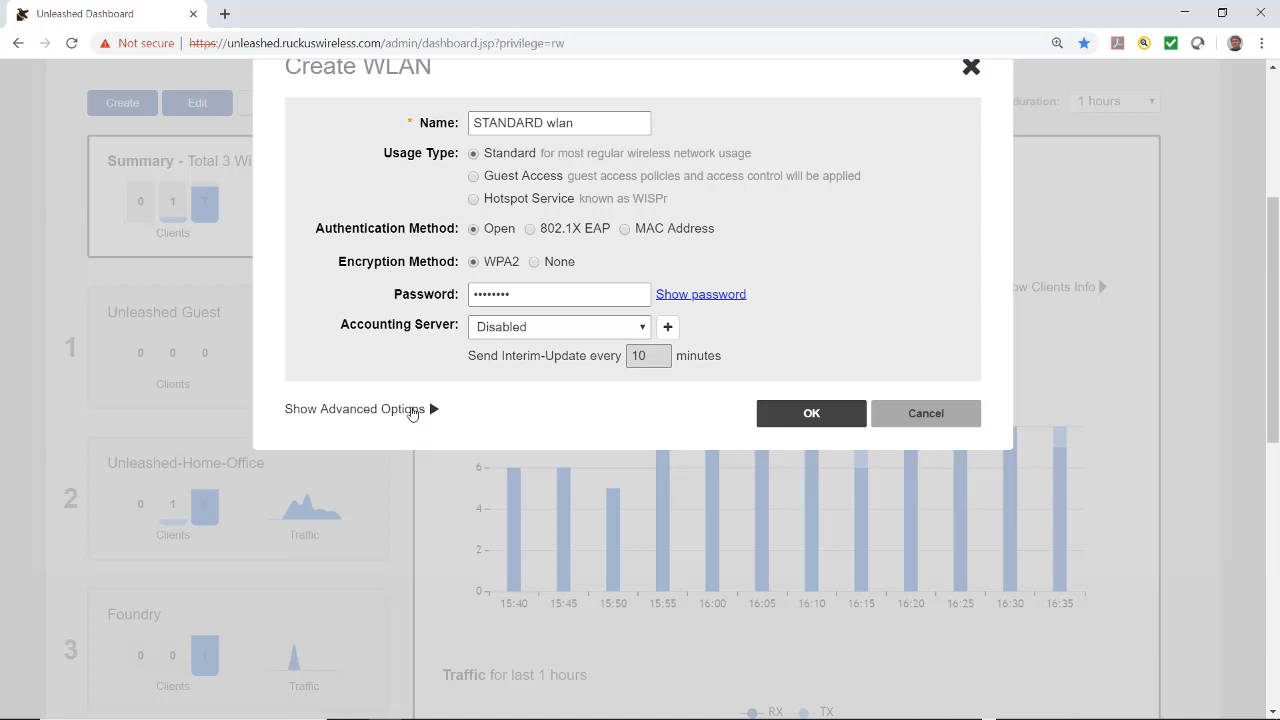 Unleashed Dashboard
Not secure https://unleashed.ruckuswireless.com/admin/dashboard.jsp?privilege=rw
Create WLAN
Create Edit duration: 1 hours
* Name: STANDARD wlan
Usage Type: Standard for most regular wireless network usage
Guest Access guest access policies and access control will be applied
Hotspot Service known as WISPr
Authentication Method: Open 802.1X EAP MAC Address
Encryption Method: WPA2 None
Password: •••••••• Show password
Accounting Server: Disabled
Send Interim-Update every 10 minutes
Show Advanced Options OK Cancel
Summary - Total 3 Wi
0 1 7
Clients
ow Clients Info
1 Unleashed Guest
0 0 0
Clients
2 Unleashed-Home-Office
0 1 6
Clients Traffic
3 Foundry
0 0 1
Clients Traffic
6
4
2
0
15:40 15:45 15:50 15:55 16:00 16:05 16:10 16:15 16:20 16:25 16:30 16:35
Traffic for last 1 hours
RX TX